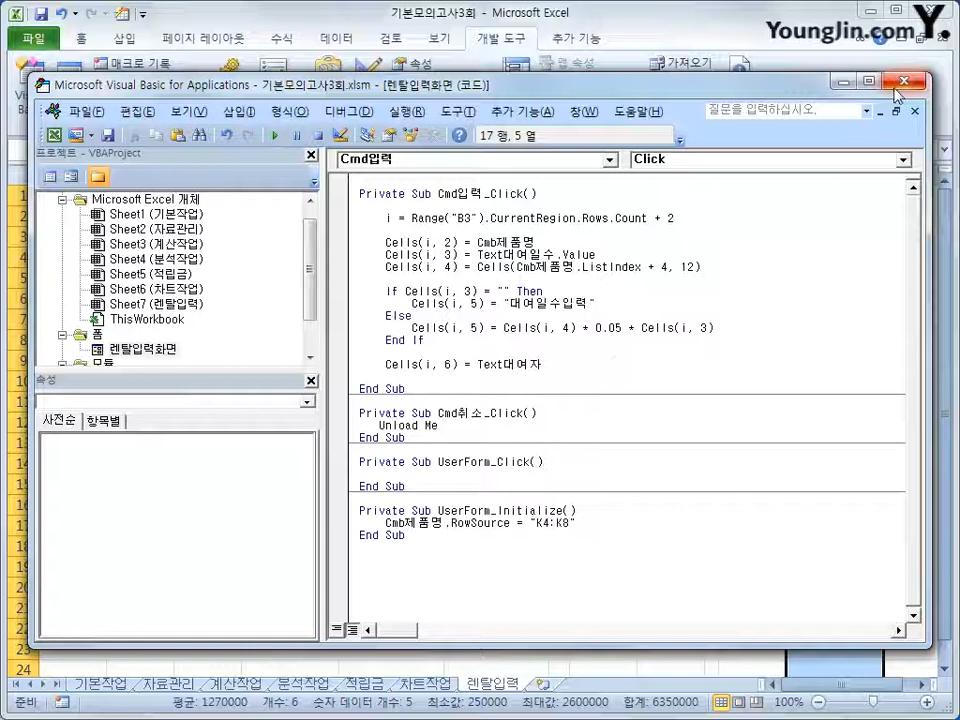 기본모의고사3회 - Microsoft Excel
YoungJin.com Y.
파일 홈 삽입 페이지 레이아웃 수식 데이터 검토 보기 개발 도구 추가 기능
매크로 기록 속성 맵 속성 가져오기
Microsoft Visual Basic for Applications - 기본모의고사3회.xlsm - [렌탈입력화면 (코드)]
파일(F) 편집(E) 보기(V) 삽입(I) 형식(O) 디버그(D) 실행(R) 도구(T) 추가 기능(A) 창(W) 도움말(H) 질문을 입력하십시오.
17 행, 5 열
프로젝트 - VBAProject
Cmd입력 Click
Microsoft Excel 개체
Sheet1 (기본작업)
Sheet2 (자료관리)
Sheet3 (계산작업)
Sheet4 (분석작업)
Sheet5 (적립금)
Sheet6 (차트작업)
Sheet7 (렌탈입력)
ThisWorkbook
폼
렌탈입력화면
모듈
속성
사전순 항목별
Private Sub Cmd입력_Click()
i = Range("B3").CurrentRegion.Rows.Count + 2
Cells(i, 2) = Cmb제품명
Cells(i, 3) = Text대여일수.Value
Cells(i, 4) = Cells(Cmb제품명.ListIndex + 4, 12)
If Cells(i, 3) = "" Then
Cells(i, 5) = "대여일수입력"
Else
Cells(i, 5) = Cells(i, 4) * 0.05 * Cells(i, 3)
End If
Cells(i, 6) = Text대여자
End Sub
Private Sub Cmd취소_Click()
Unload Me
End Sub
Private Sub UserForm_Click()
End Sub
Private Sub UserForm_Initialize()
Cmb제품명.RowSource = "K4:K8"
End Sub
23
24
기본작업 자료관리 계산작업 분석작업 적립금 차트작업 렌탈입력
준비 평균: 1270000 개수: 6 숫자 데이터 개수: 5 최소값: 250000 최대값: 2600000 합계: 6350000 100%